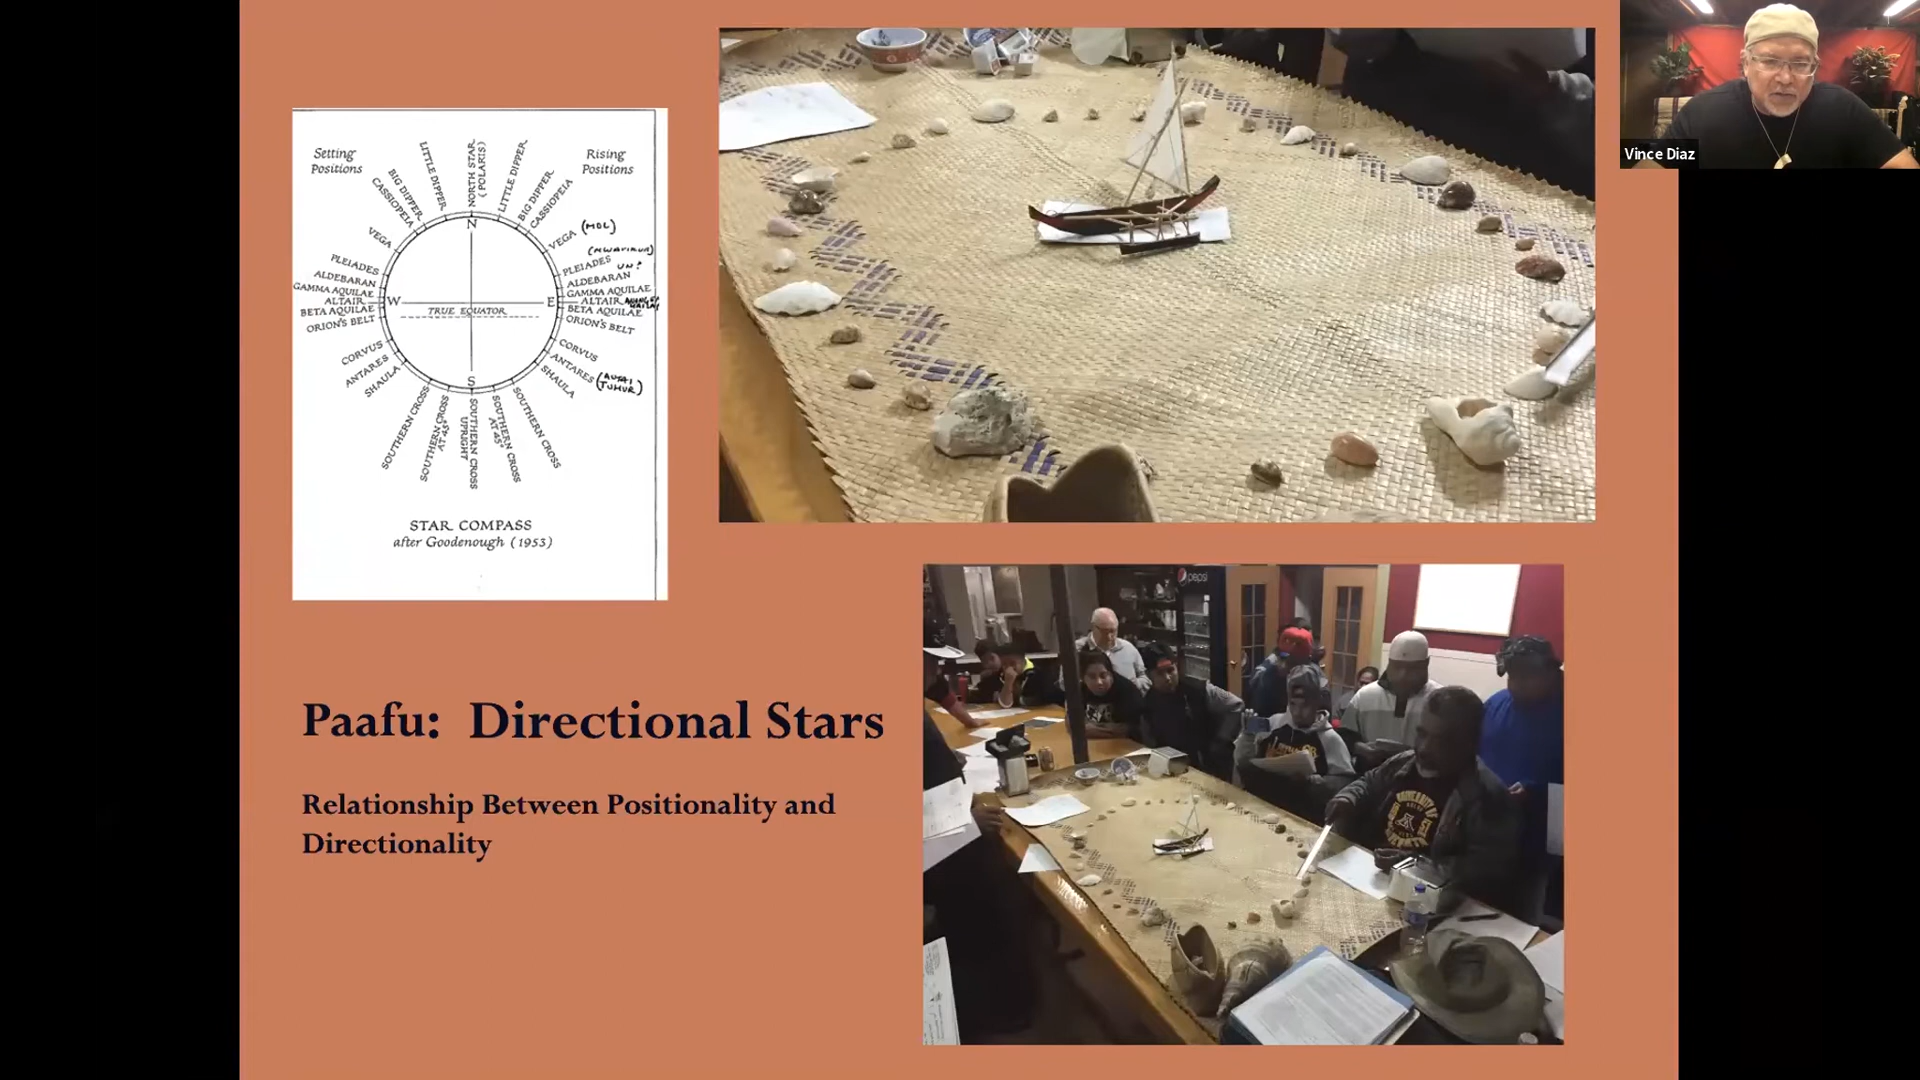 Setting
Positions
Rising
Positions
CASSIOPEIA
BIG DIPPER
LITTLE DIPPER
NORTH STAR
(POLARIS)
LITTLE DIPPER
BIG DIPPER
CASSIOPEIA
VEGA
VEGA (MOL)
PLEIADES
PLEIADES
UN?
ALDEBARAN
ALDEBARAN
GAMMA AQUILAE
GAMMA AQUILAE
ALTAIR
ALTAIR
BETA AQUILAE
BETA AQUILAE
ORION'S BELT
ORION'S BELT
N
W
E
S
TRUE EQUATOR
CORVUS
CORVUS
ANTARES
ANTARES
SHAULA
SHAULA
SOUTHERN CROSS
SOUTHERN CROSS
AT 45°
SOUTHERN CROSS
UPRIGHT
SOUTHERN CROSS
AT 45°
SOUTHERN CROSS
STAR COMPASS
after Goodenough (1953)
Paafu: Directional Stars
Relationship Between Positionality and
Directionality
pepsi
Vince Diaz